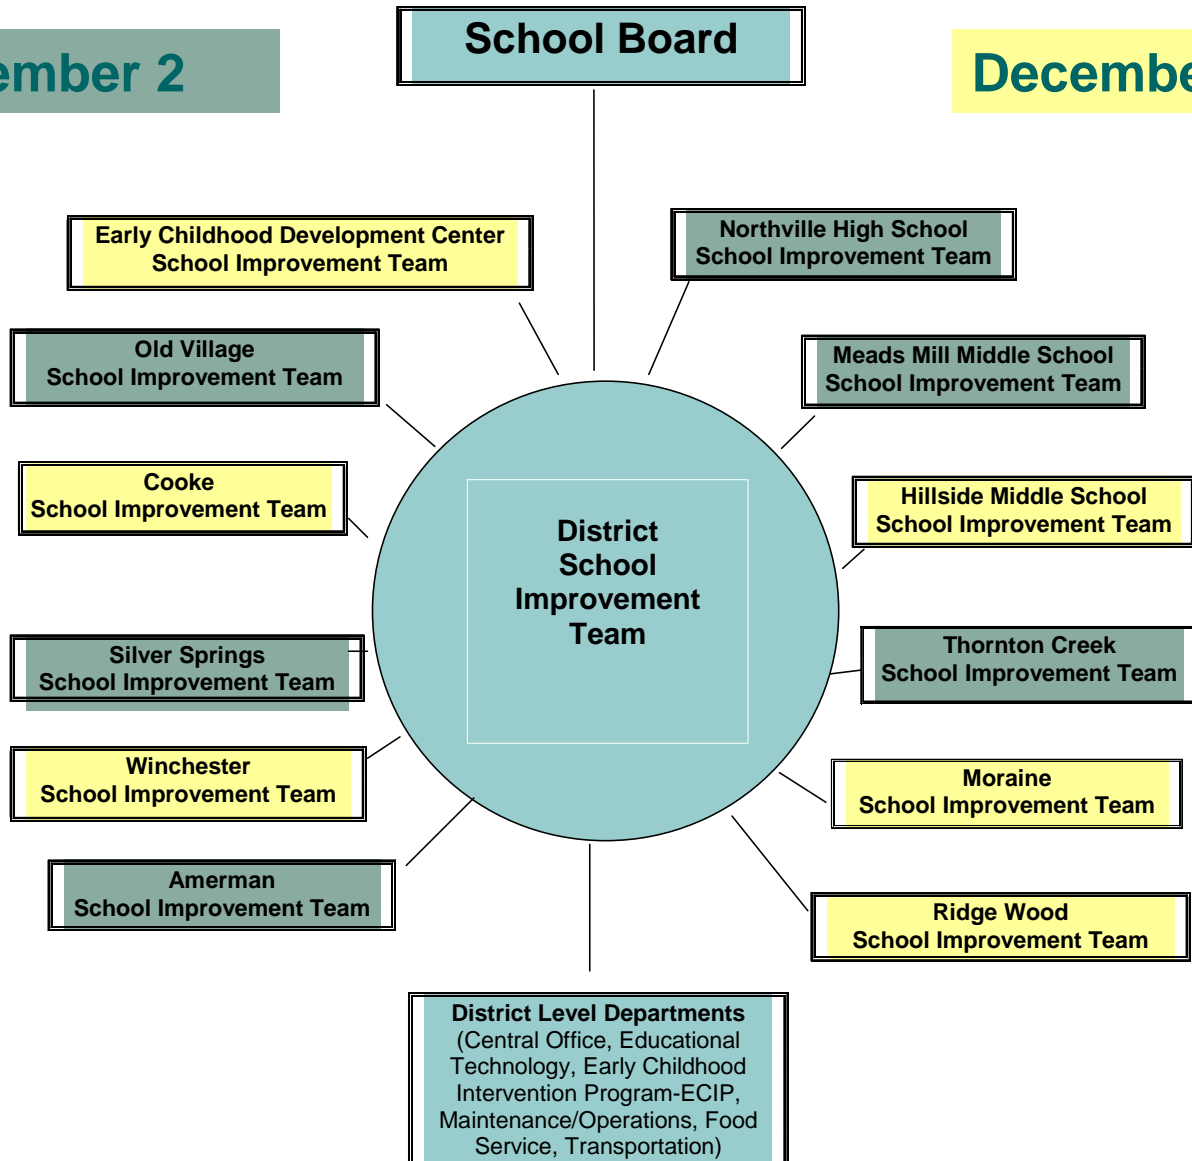 School Board
ember 2
Decembe
Early Childhood Development Center
School Improvement Team
Northville High School
School Improvement Team
Old Village
School Improvement Team
Meads Mill Middle School
School Improvement Team
Cooke
School Improvement Team
Hillside Middle School
School Improvement Team
District
School
Improvement
Team
Silver Springs
School Improvement Team
Thornton Creek
School Improvement Team
Winchester
School Improvement Team
Moraine
School Improvement Team
Amerman
School Improvement Team
Ridge Wood
School Improvement Team
District Level Departments
(Central Office, Educational
Technology, Early Childhood
Intervention Program-ECIP,
Maintenance/Operations, Food
Service, Transportation)